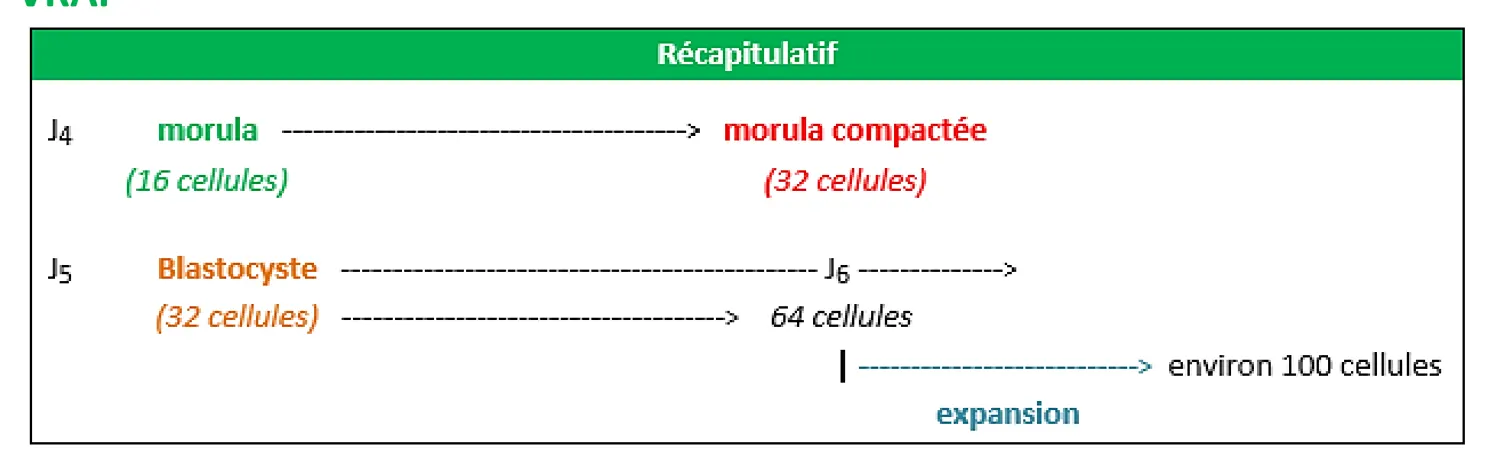 VRAI
Récapitulatif
J4 morula ----------------------------------------> morula compactée
(16 cellules) (32 cellules)
J5 Blastocyste ----------------------------------------------- J6 -------------->
(32 cellules) --------------------------------------> 64 cellules
| ----------------------------> environ 100 cellules
expansion